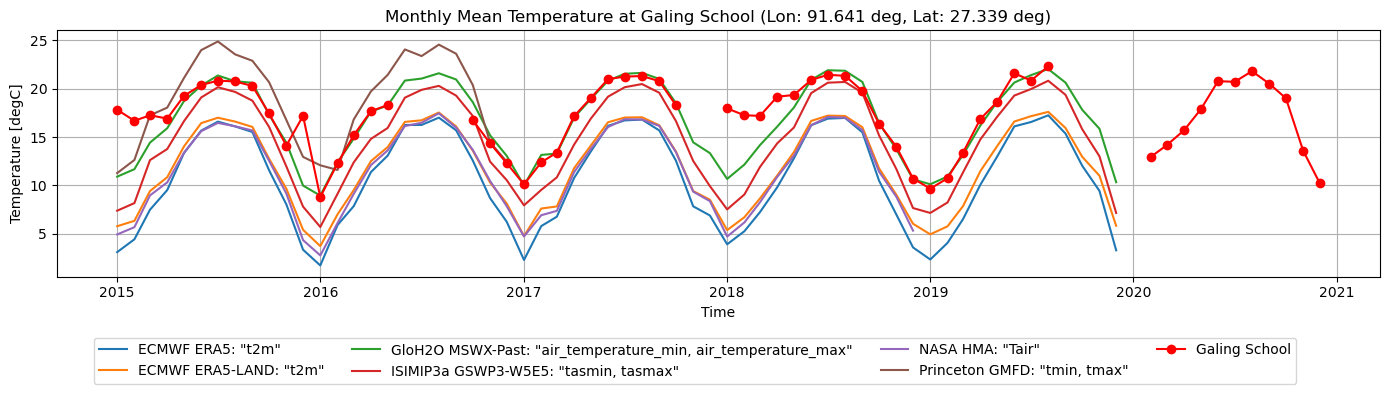 Monthly Mean Temperature at Galing School (Lon: 91.641 deg, Lat: 27.339 deg)
Temperature [degC]
25
20
15
10
5
2015 2016 2017 2018 2019 2020 2021
Time
ECMWF ERA5: "t2m"
ECMWF ERA5-LAND: "t2m"
GloH2O MSWX-Past: "air_temperature_min, air_temperature_max"
ISIMIP3a GSWP3-W5E5: "tasmin, tasmax"
NASA HMA: "Tair"
Princeton GMFD: "tmin, tmax"
Galing School